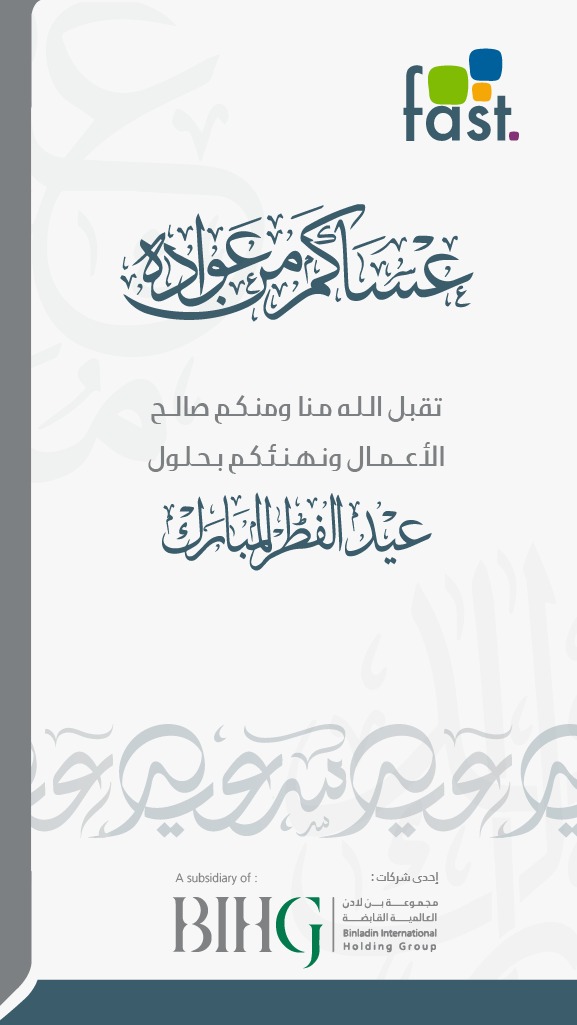 fast.
عساكم من عواده
تقبل الله منا ومنكم صالح
الأعمال ونهنئكم بحلول
عيد الفطر المبارك
A subsidiary of :
إحدى شركات :
BIHG
مجموعة بن لادن
العالمية القابضة
Binladin International
Holding Group